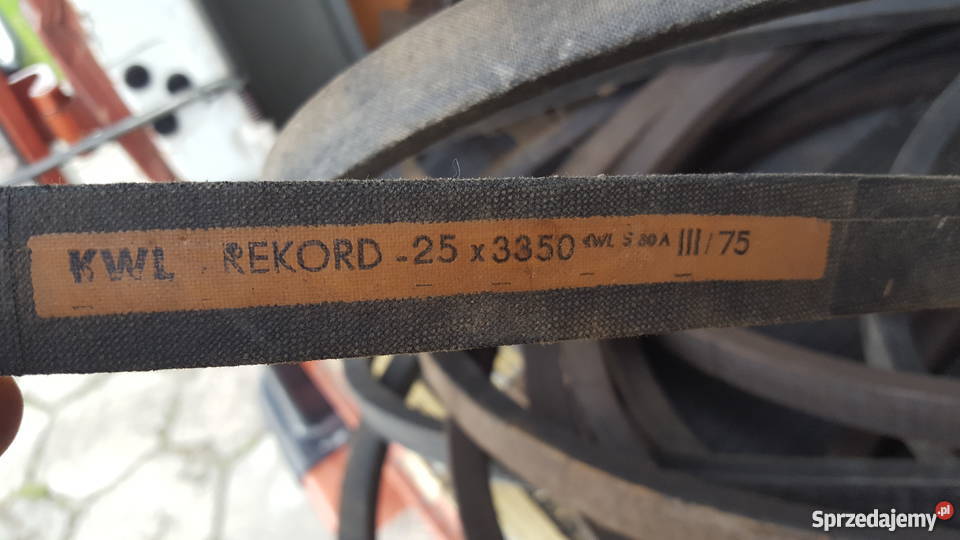 KWL REKORD - 25 x 3350 KWL S 80 A III/75
Sprzedajemy.pl